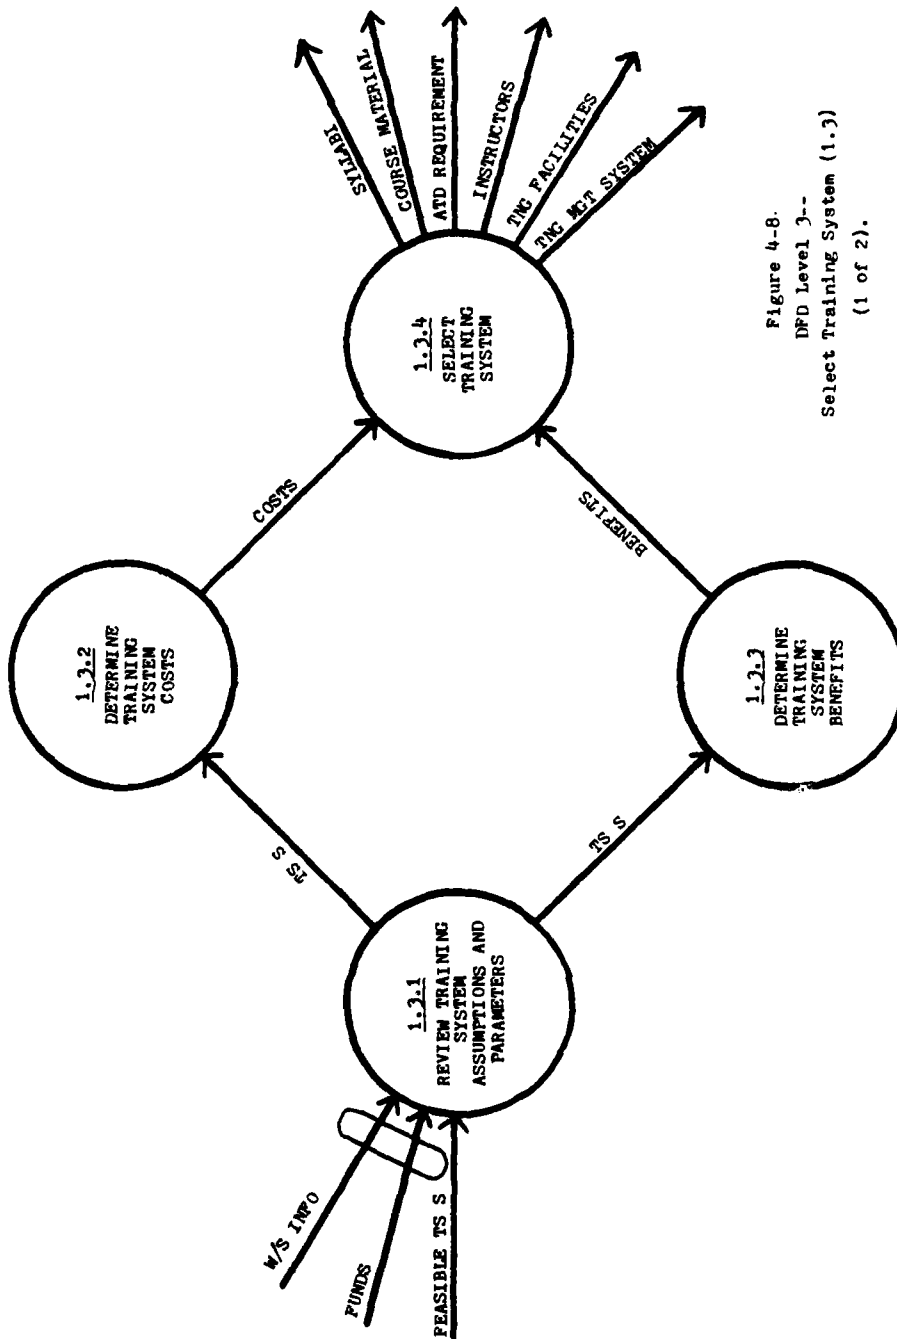 W/S INFO
FUNDS
FEASIBLE TS S
1.3.1
REVIEW TRAINING
SYSTEM
ASSUMPTIONS AND
PARAMETERS
TS S
TS S
1.3.2
DETERMINE
TRAINING
SYSTEM
COSTS
1.3.3
DETERMINE
TRAINING
SYSTEM
BENEFITS
COSTS
BENEFITS
1.3.4
SELECT
TRAINING
SYSTEM
SYLLABI
COURSE MATERIAL
ATD REQUIREMENT
INSTRUCTORS
TNG FACILITIES
TNG MGT SYSTEM
Figure 4-8.
DFD Level 3--
Select Training System (1.3)
(1 of 2).